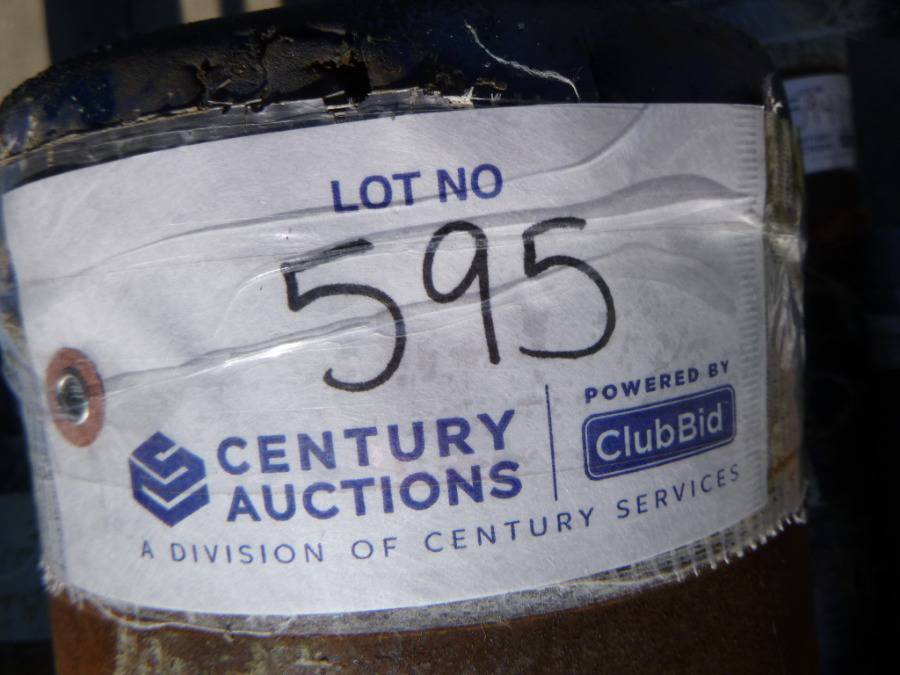 LOT NO
595
CENTURY
AUCTIONS
POWERED BY
ClubBid
A DIVISION OF CENTURY SERVICES